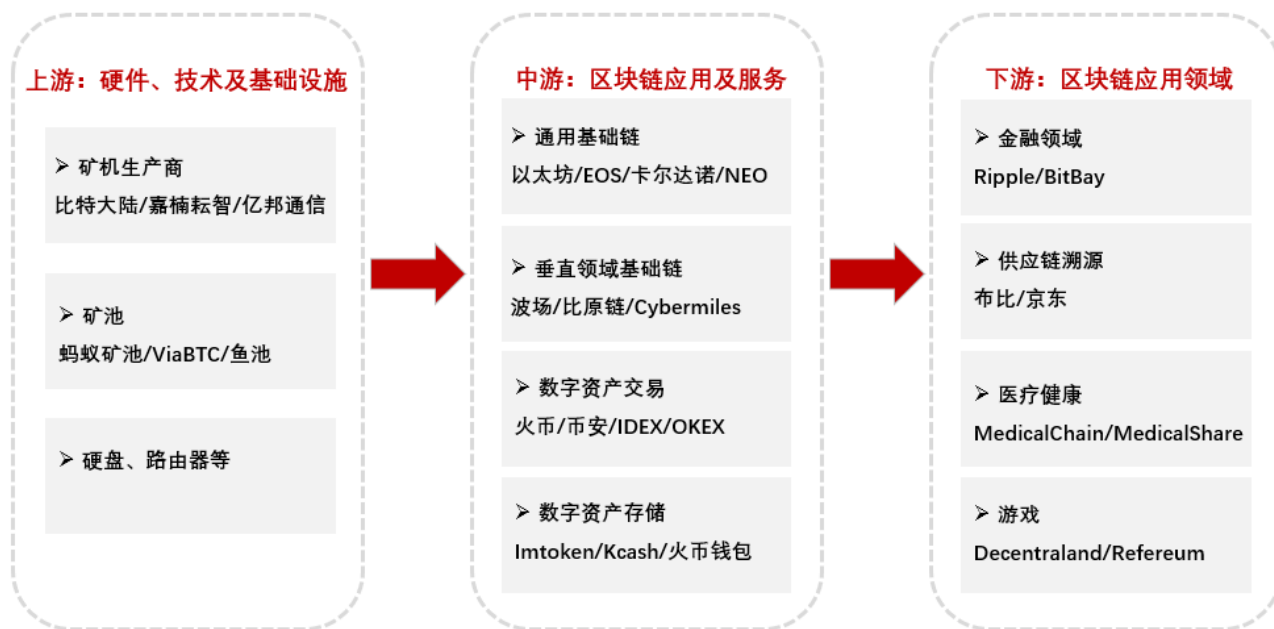 上游：硬件、技术及基础设施
➢ 矿机生产商
比特大陆/嘉楠耘智/亿邦通信
➢ 矿池
蚂蚁矿池/ViaBTC/鱼池
➢ 硬盘、路由器等
中游：区块链应用及服务
➢ 通用基础链
以太坊/EOS/卡尔达诺/NEO
➢ 垂直领域基础链
波场/比原链/Cybermiles
➢ 数字资产交易
火币/币安/IDEX/OKEX
➢ 数字资产存储
Imtoken/Kcash/火币钱包
下游：区块链应用领域
➢ 金融领域
Ripple/BitBay
➢ 供应链溯源
布比/京东
➢ 医疗健康
MedicalChain/MedicalShare
➢ 游戏
Decentraland/Refereum